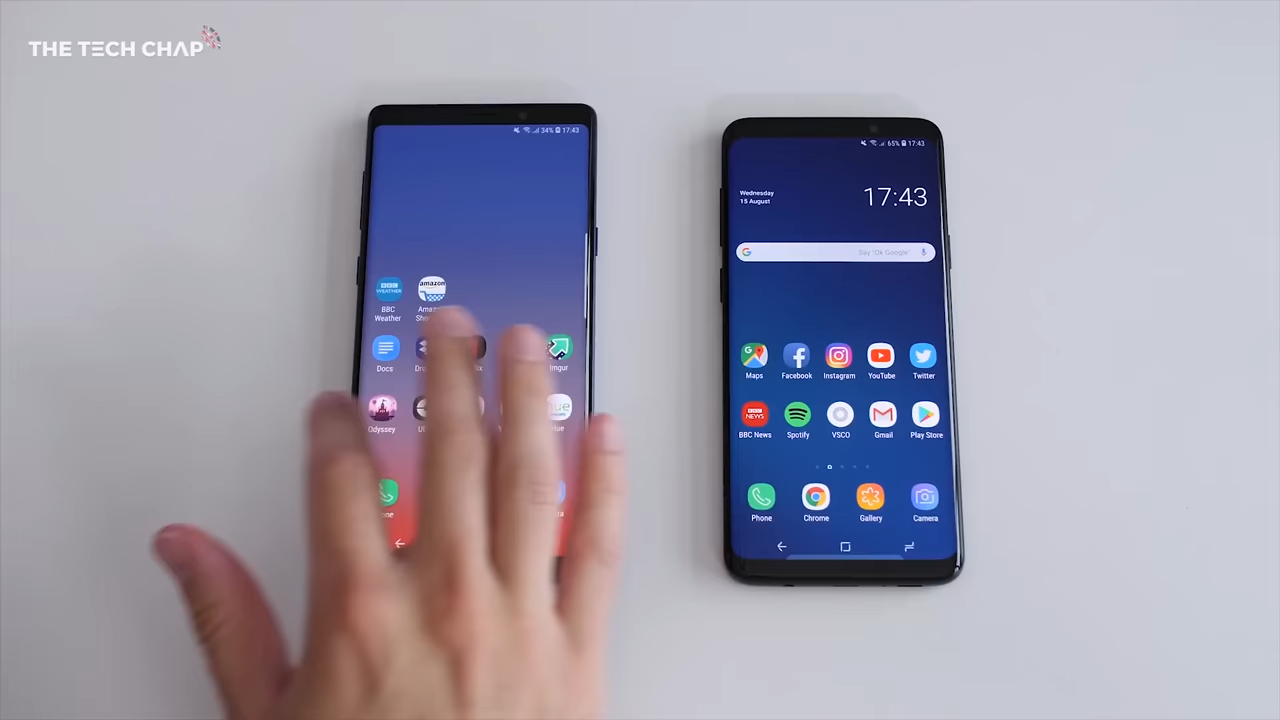 THE TECH CHAP
34% 17:43
BBC
WEATHER
amazon
BBC
Weather
Docs
Imgur
Odyssey
65% 17:43
Wednesday
15 August
17:43
G
Say "Ok Google"
Maps Facebook Instagram YouTube Twitter
BBC
NEWS
BBC News Spotify VSCO Gmail Play Store
Phone Chrome Gallery Camera